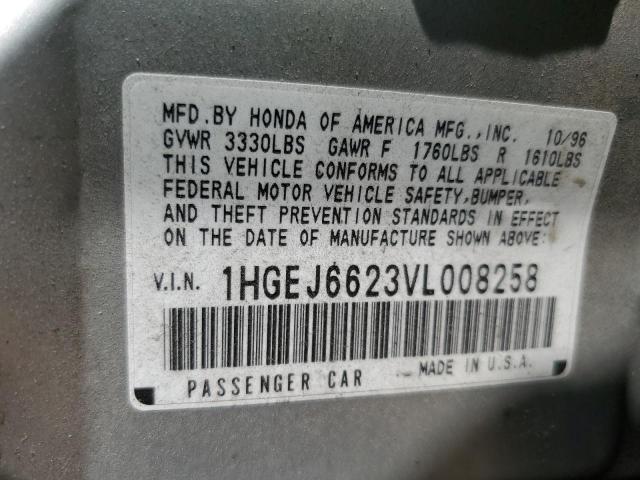 MFD.BY HONDA OF AMERICA MFG.,INC. 10/96
GVWR 3330LBS GAWR F 1760LBS R 1610LBS
THIS VEHICLE CONFORMS TO ALL APPLICABLE
FEDERAL MOTOR VEHICLE SAFETY,BUMPER,
AND THEFT PREVENTION STANDARDS IN EFFECT
ON THE DATE OF MANUFACTURE SHOWN ABOVE:
V.I.N. 1HGEJ6623VL008258
PASSENGER CAR MADE IN U.S.A.